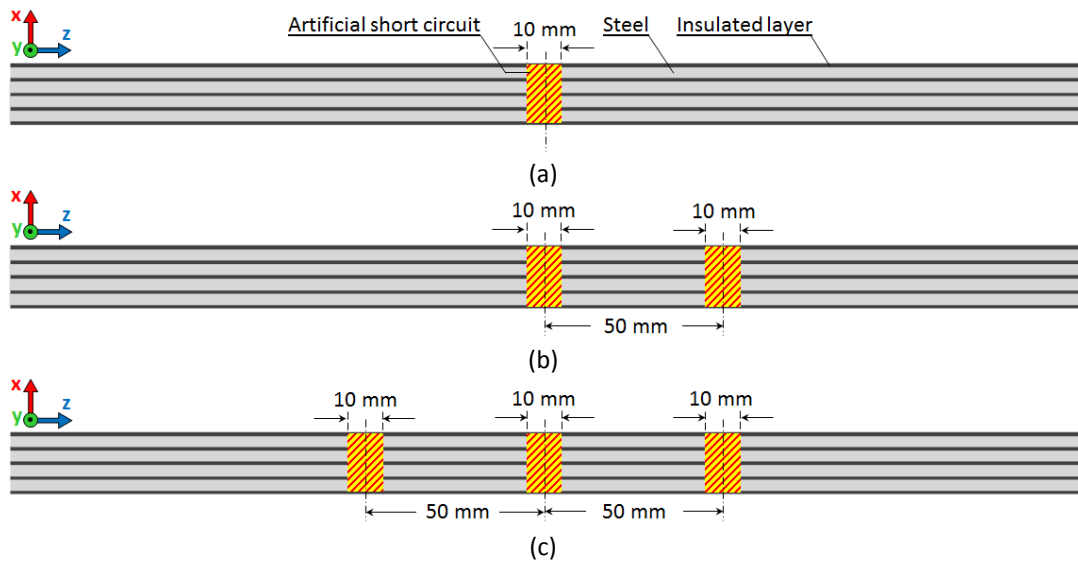 Artificial short circuit
10 mm
Steel
Insulated layer
x
y
z
(a)
x
y
z
10 mm
10 mm
50 mm
(b)
x
y
z
10 mm
10 mm
10 mm
50 mm
50 mm
(c)